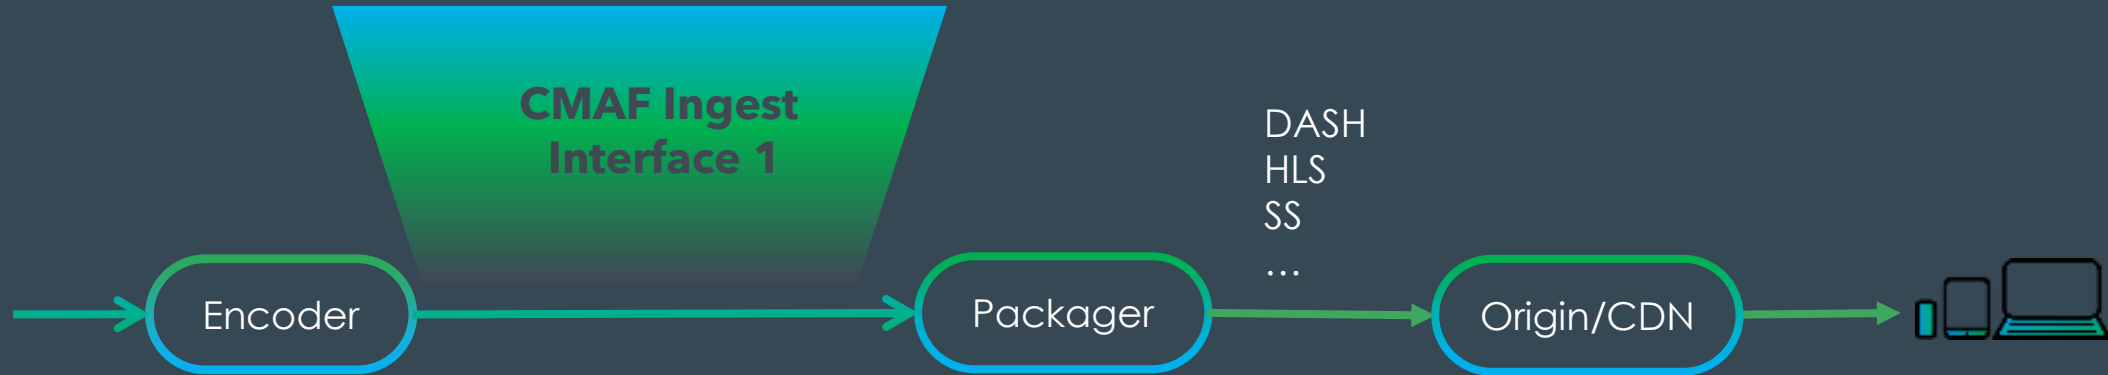 CMAF Ingest
Interface 1
DASH
HLS
SS
...
Encoder
Packager
Origin/CDN